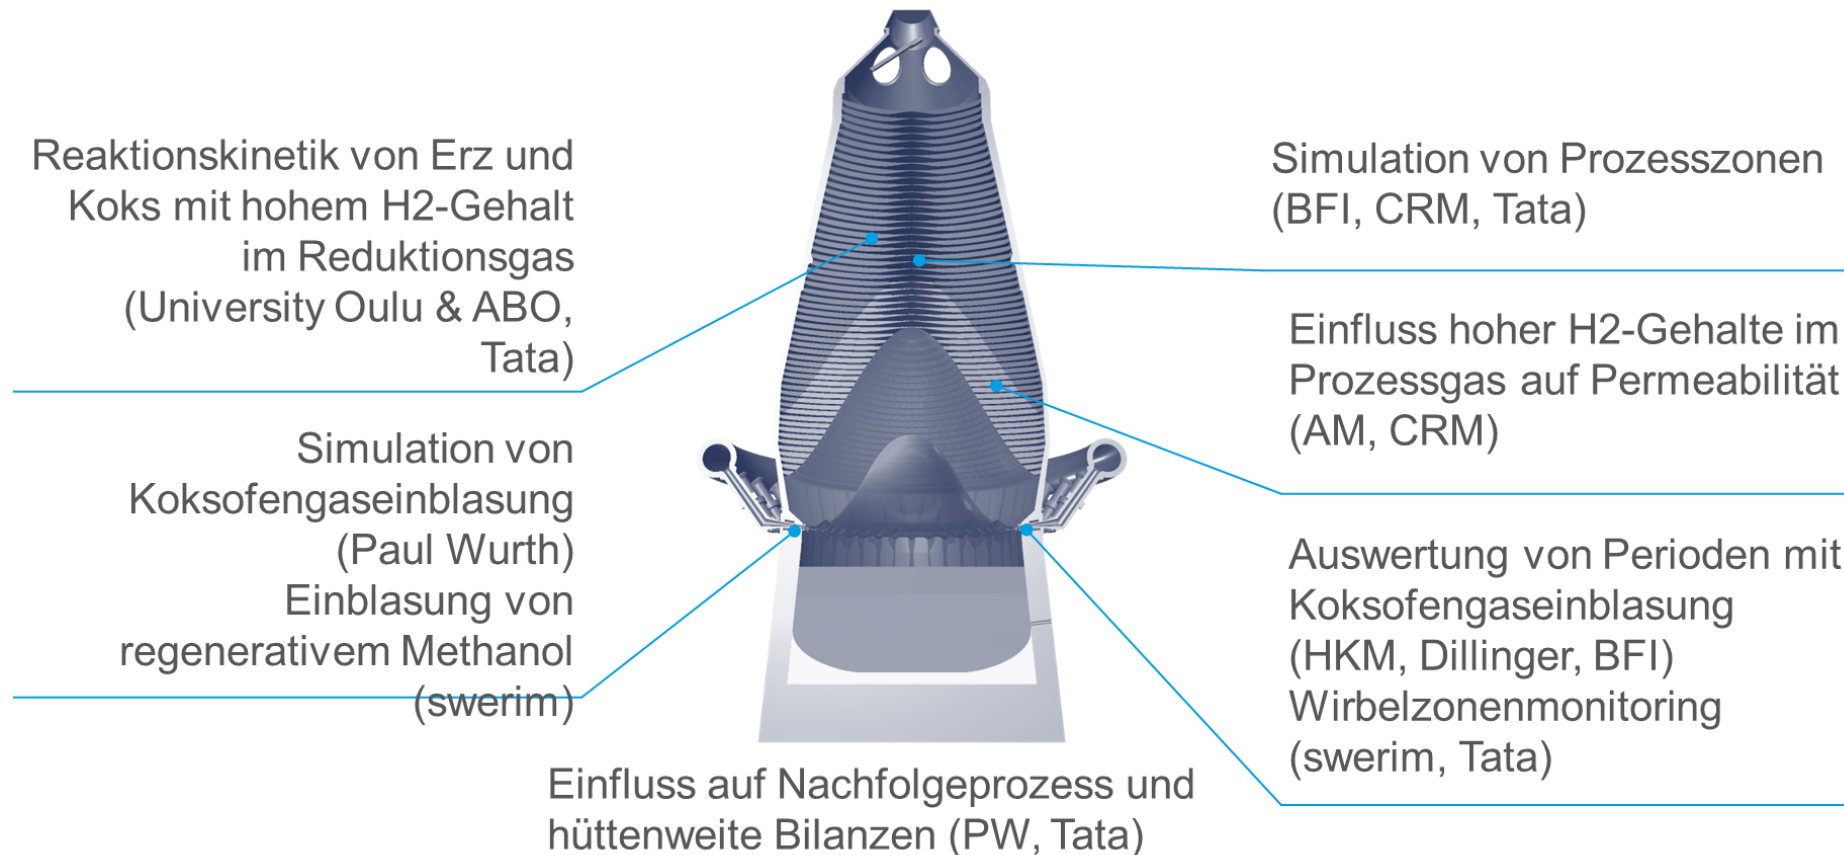 Reaktionskinetik von Erz und
Koks mit hohem H2-Gehalt
im Reduktionsgas
(University Oulu & ABO,
Tata)
Simulation von
Koksofengaseinblasung
(Paul Wurth)
Einblasung von
regenerativem Methanol
(swerim)
Simulation von Prozesszonen
(BFI, CRM, Tata)
Einfluss hoher H2-Gehalte im
Prozessgas auf Permeabilität
(AM, CRM)
Auswertung von Perioden mit
Koksofengaseinblasung
(HKM, Dillinger, BFI)
Wirbelzonenmonitoring
(swerim, Tata)
Einfluss auf Nachfolgeprozess und
hüttenweite Bilanzen (PW, Tata)